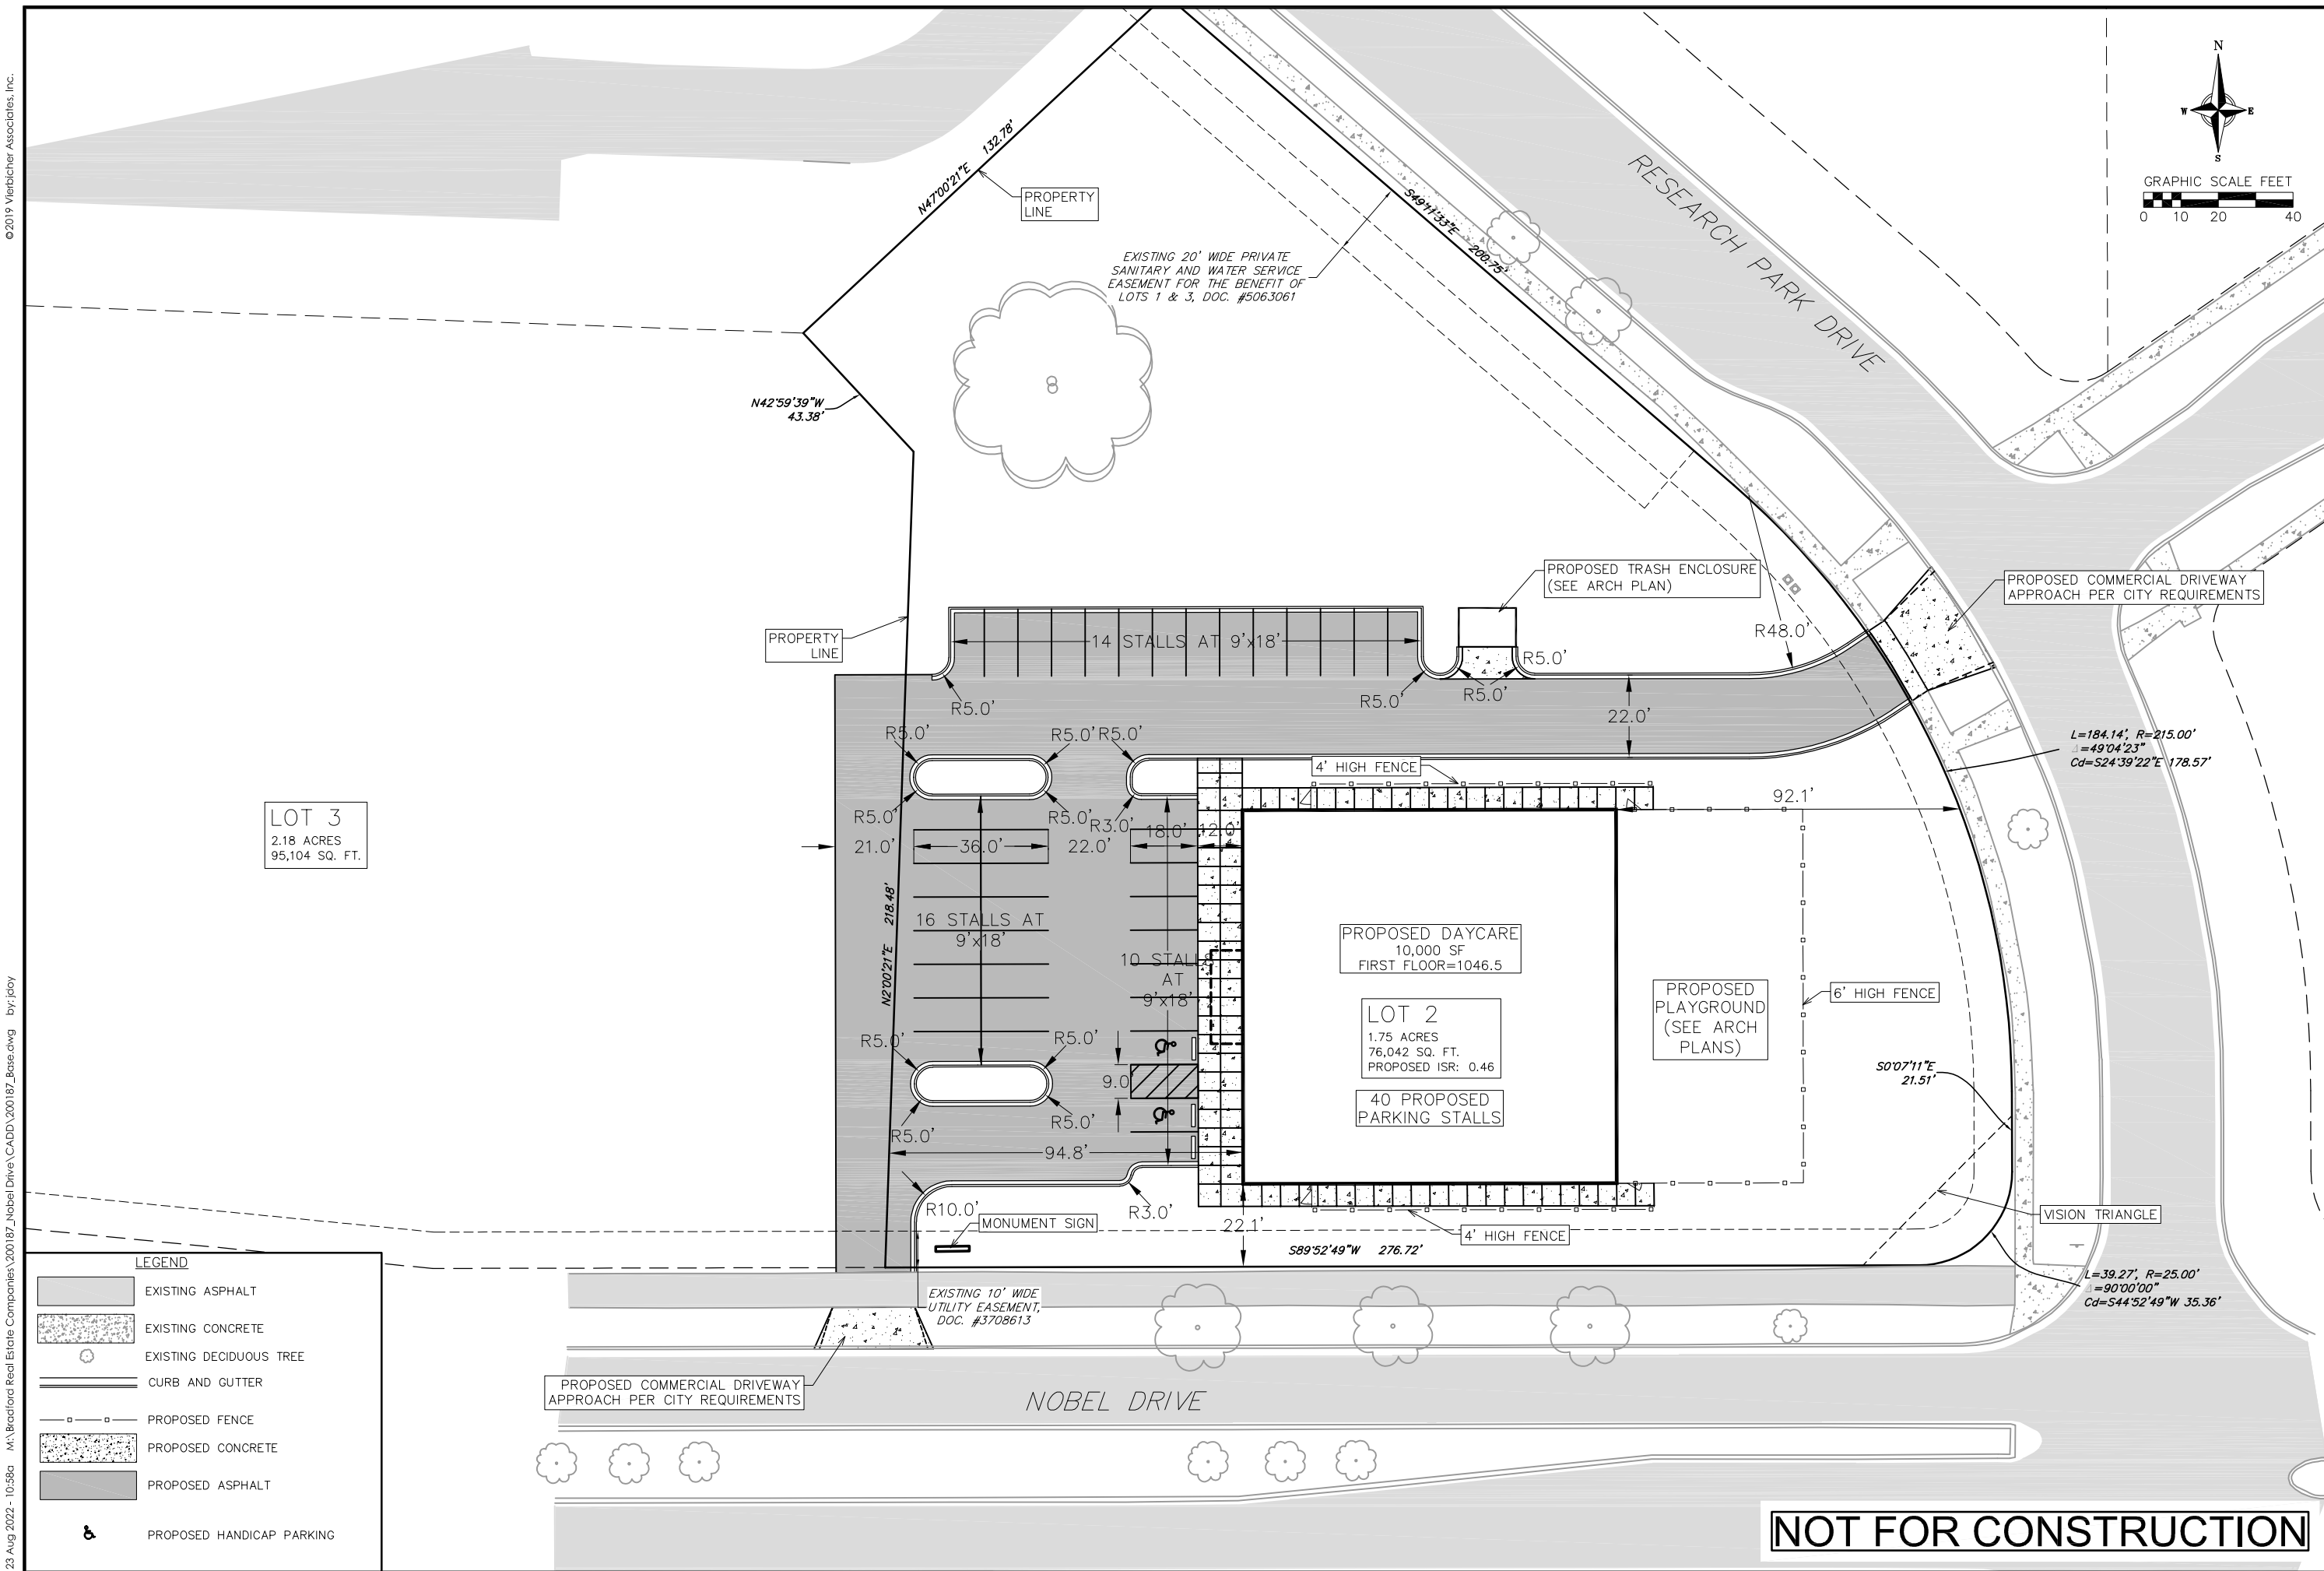 ©2019 Vierbicher Associates, Inc.
23 Aug 2022 - 10:58a M:\Bradford Real Estate Companies\200187_Nobel Drive\CADD\200187_Base.dwg by: jdoy
N
W E
S
GRAPHIC SCALE FEET
0 10 20 40
RESEARCH PARK DRIVE
N47°00'21"E 132.78'
PROPERTY
LINE
S49°11'33"E 200.75'
EXISTING 20' WIDE PRIVATE
SANITARY AND WATER SERVICE
EASEMENT FOR THE BENEFIT OF
LOTS 1 & 3, DOC. #5063061
N42°59'39"W
43.38'
PROPOSED TRASH ENCLOSURE
(SEE ARCH PLAN)
PROPOSED COMMERCIAL DRIVEWAY
APPROACH PER CITY REQUIREMENTS
PROPERTY
LINE
14 STALLS AT 9'x18'
R48.0'
R5.0'
R5.0'
R5.0'
R5.0'
22.0'
R5.0'
R5.0'
R5.0'
L=184.14', R=215.00'
Δ=49°04'23"
Cd=S24°39'22"E 178.57'
4' HIGH FENCE
92.1'
R5.0'
R5.0'
R3.0'
18.0'
12.0'
21.0'
36.0'
22.0'
LOT 3
2.18 ACRES
95,104 SQ. FT.
N2°00'21"E 218.48'
16 STALLS AT
9'x18'
10 STALLS
AT
9'x18'
PROPOSED DAYCARE
10,000 SF
FIRST FLOOR=1046.5
LOT 2
1.75 ACRES
76,042 SQ. FT.
PROPOSED ISR: 0.46
40 PROPOSED
PARKING STALLS
PROPOSED
PLAYGROUND
(SEE ARCH
PLANS)
6' HIGH FENCE
R5.0'
R5.0'
9.0'
S0°07'11"E
21.51'
R5.0'
R5.0'
94.8'
R10.0'
R3.0'
MONUMENT SIGN
22.1'
4' HIGH FENCE
VISION TRIANGLE
S89°52'49"W 276.72'
L=39.27', R=25.00'
Δ=90°00'00"
Cd=S44°52'49"W 35.36'
EXISTING 10' WIDE
UTILITY EASEMENT,
DOC. #3708613
PROPOSED COMMERCIAL DRIVEWAY
APPROACH PER CITY REQUIREMENTS
NOBEL DRIVE
LEGEND
EXISTING ASPHALT
EXISTING CONCRETE
EXISTING DECIDUOUS TREE
CURB AND GUTTER
PROPOSED FENCE
PROPOSED CONCRETE
PROPOSED ASPHALT
PROPOSED HANDICAP PARKING
NOT FOR CONSTRUCTION